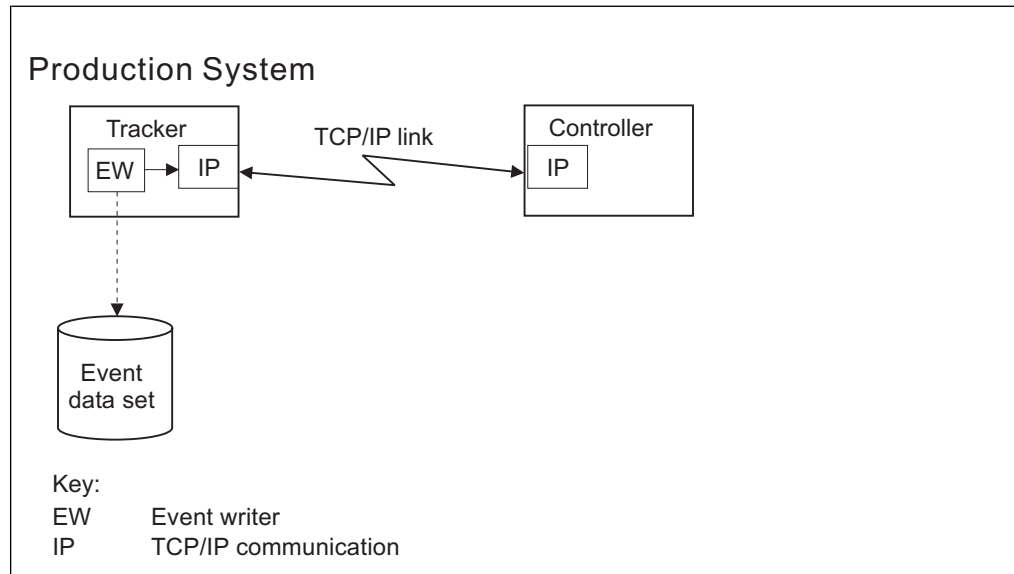 Production System
Tracker
EW
IP
TCP/IP link
Controller
IP
Event
data set
Key:
EW Event writer
IP TCP/IP communication